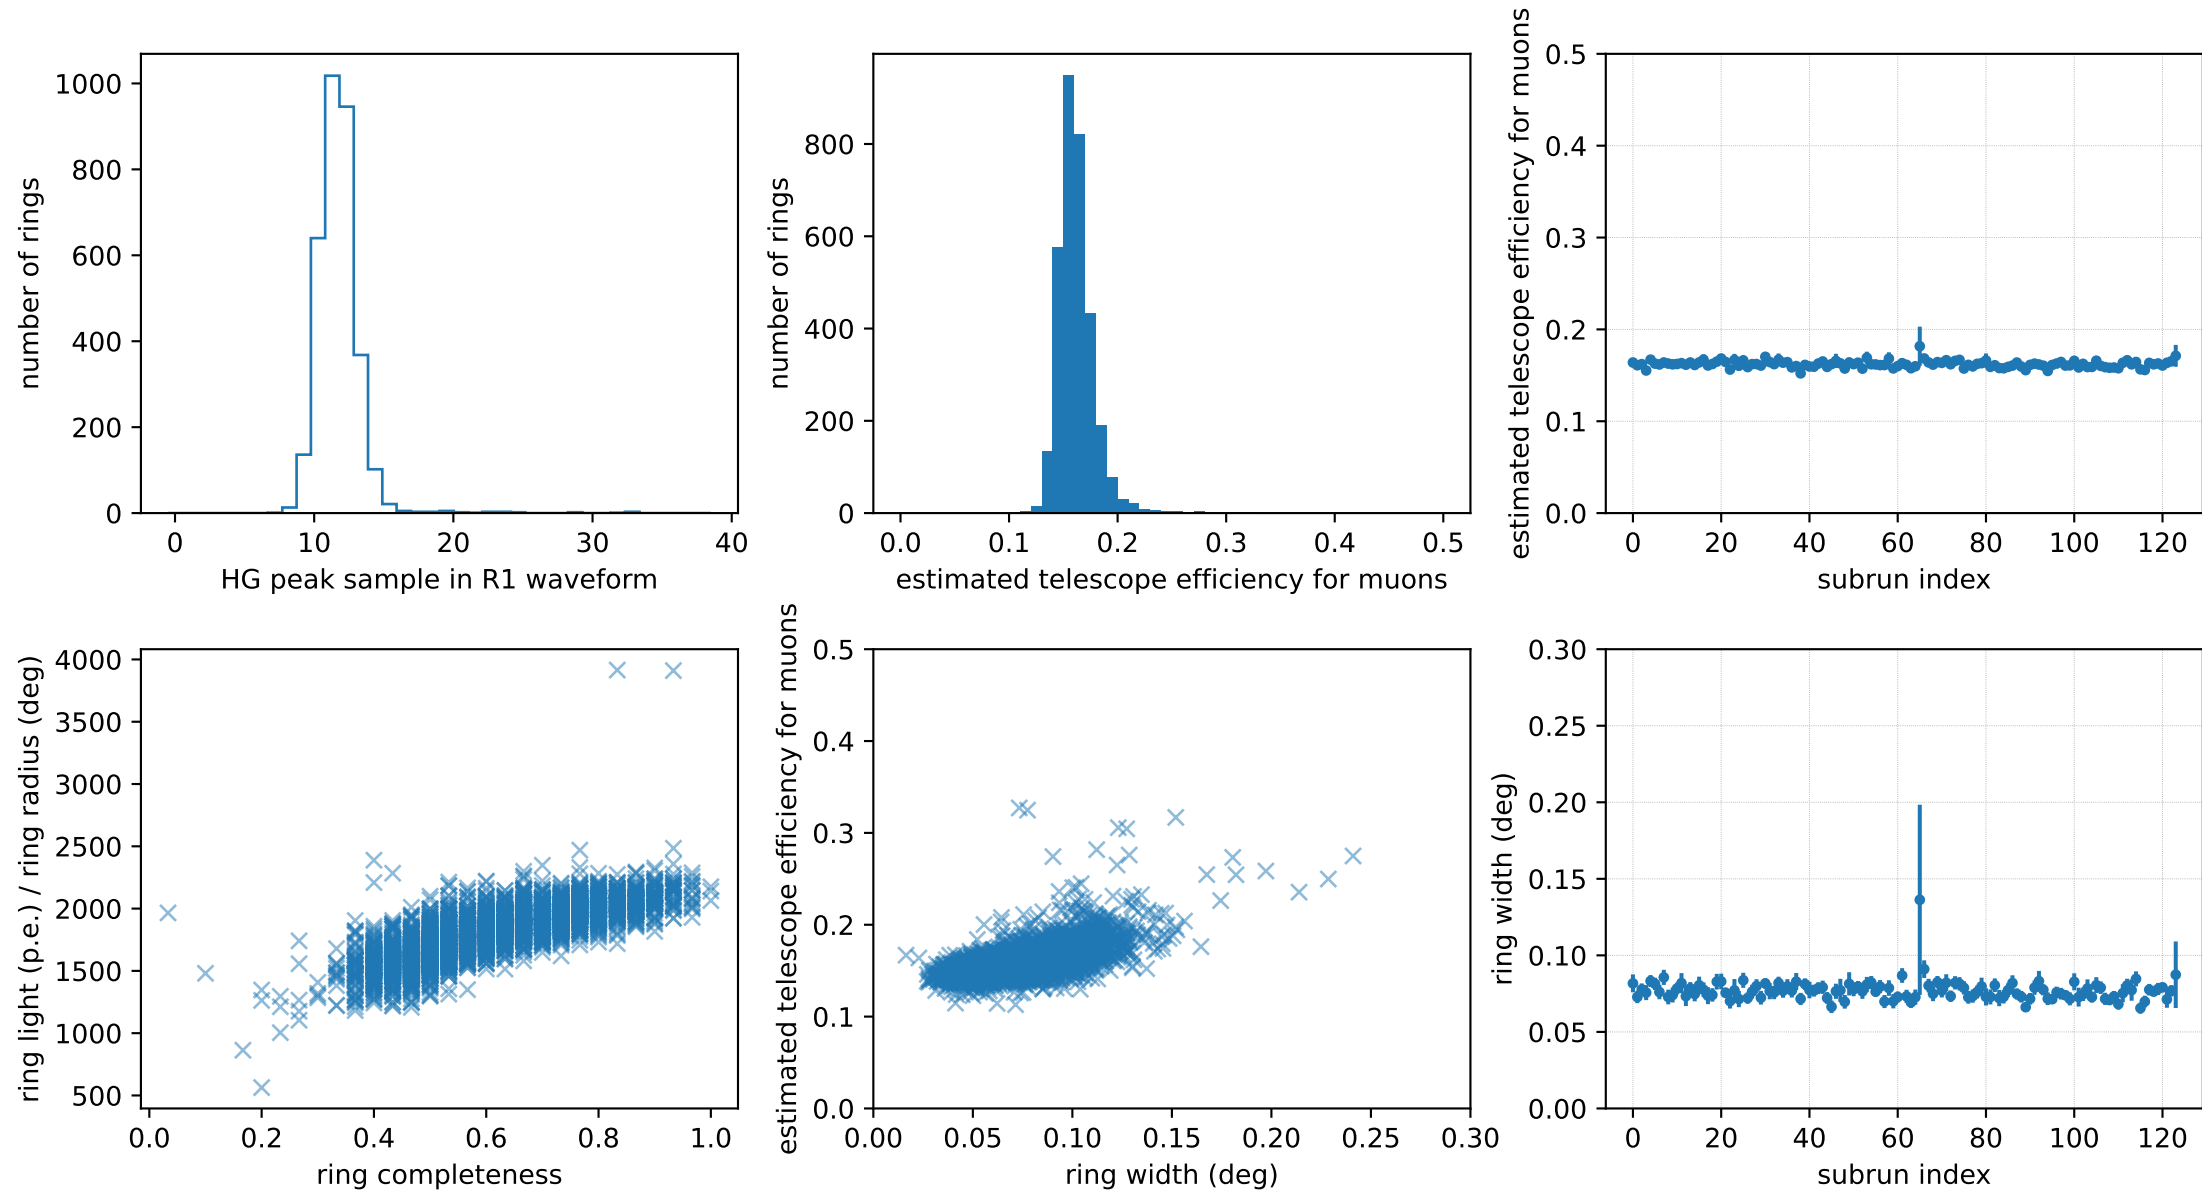 number of rings
1000
800
600
400
200
0
0 10 20 30 40
HG peak sample in R1 waveform
number of rings
800
600
400
200
0
0.0 0.1 0.2 0.3 0.4 0.5
estimated telescope efficiency for muons
estimated telescope efficiency for muons
0.5
0.4
0.3
0.2
0.1
0.0
0 20 40 60 80 100 120
subrun index
ring light (p.e.) / ring radius (deg)
4000
3500
3000
2500
2000
1500
1000
500
0.0 0.2 0.4 0.6 0.8 1.0
ring completeness
estimated telescope efficiency for muons
0.5
0.4
0.3
0.2
0.1
0.0
0.00 0.05 0.10 0.15 0.20 0.25 0.30
ring width (deg)
ring width (deg)
0.30
0.25
0.20
0.15
0.10
0.05
0.00
0 20 40 60 80 100 120
subrun index